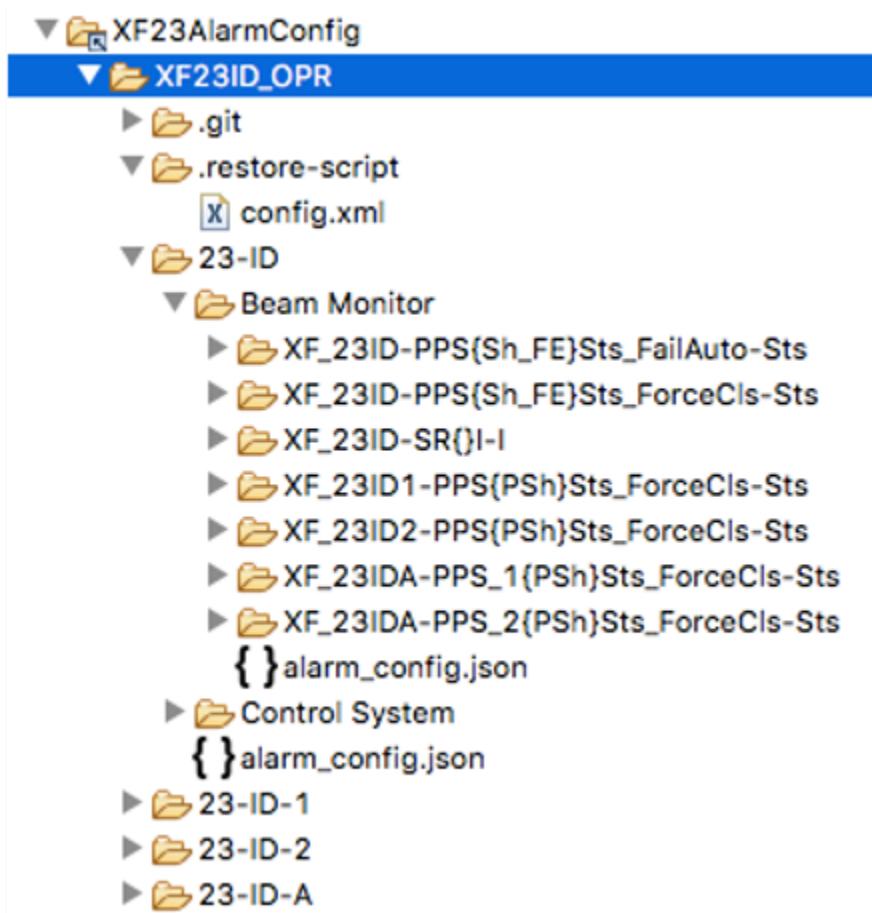 XF23AlarmConfig
XF23ID_OPR
.git
.restore-script
config.xml
23-ID
Beam Monitor
XF_23ID-PPS{Sh_FE}Sts_FailAuto-Sts
XF_23ID-PPS{Sh_FE}Sts_ForceCls-Sts
XF_23ID-SR{}I-I
XF_23ID1-PPS{PSh}Sts_ForceCls-Sts
XF_23ID2-PPS{PSh}Sts_ForceCls-Sts
XF_23IDA-PPS_1{PSh}Sts_ForceCls-Sts
XF_23IDA-PPS_2{PSh}Sts_ForceCls-Sts
{ } alarm_config.json
Control System
{ } alarm_config.json
23-ID-1
23-ID-2
23-ID-A